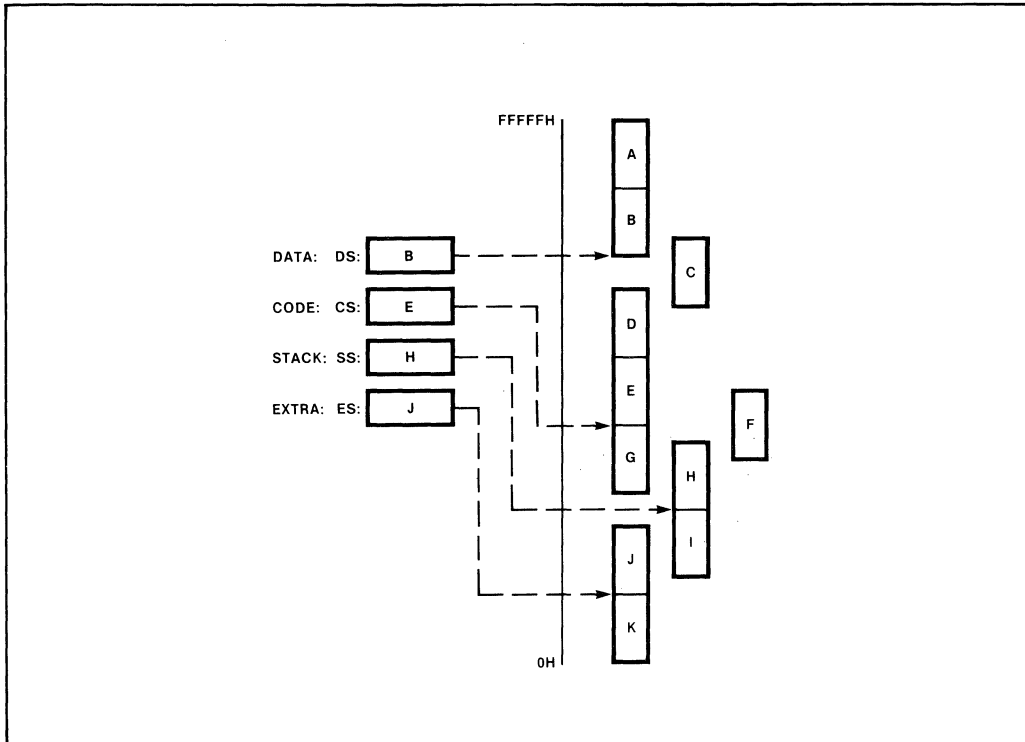 FFFFFH
A
B
C
DATA: DS: B
CODE: CS: E
STACK: SS: H
EXTRA: ES: J
D
E
F
G
H
I
J
K
0H